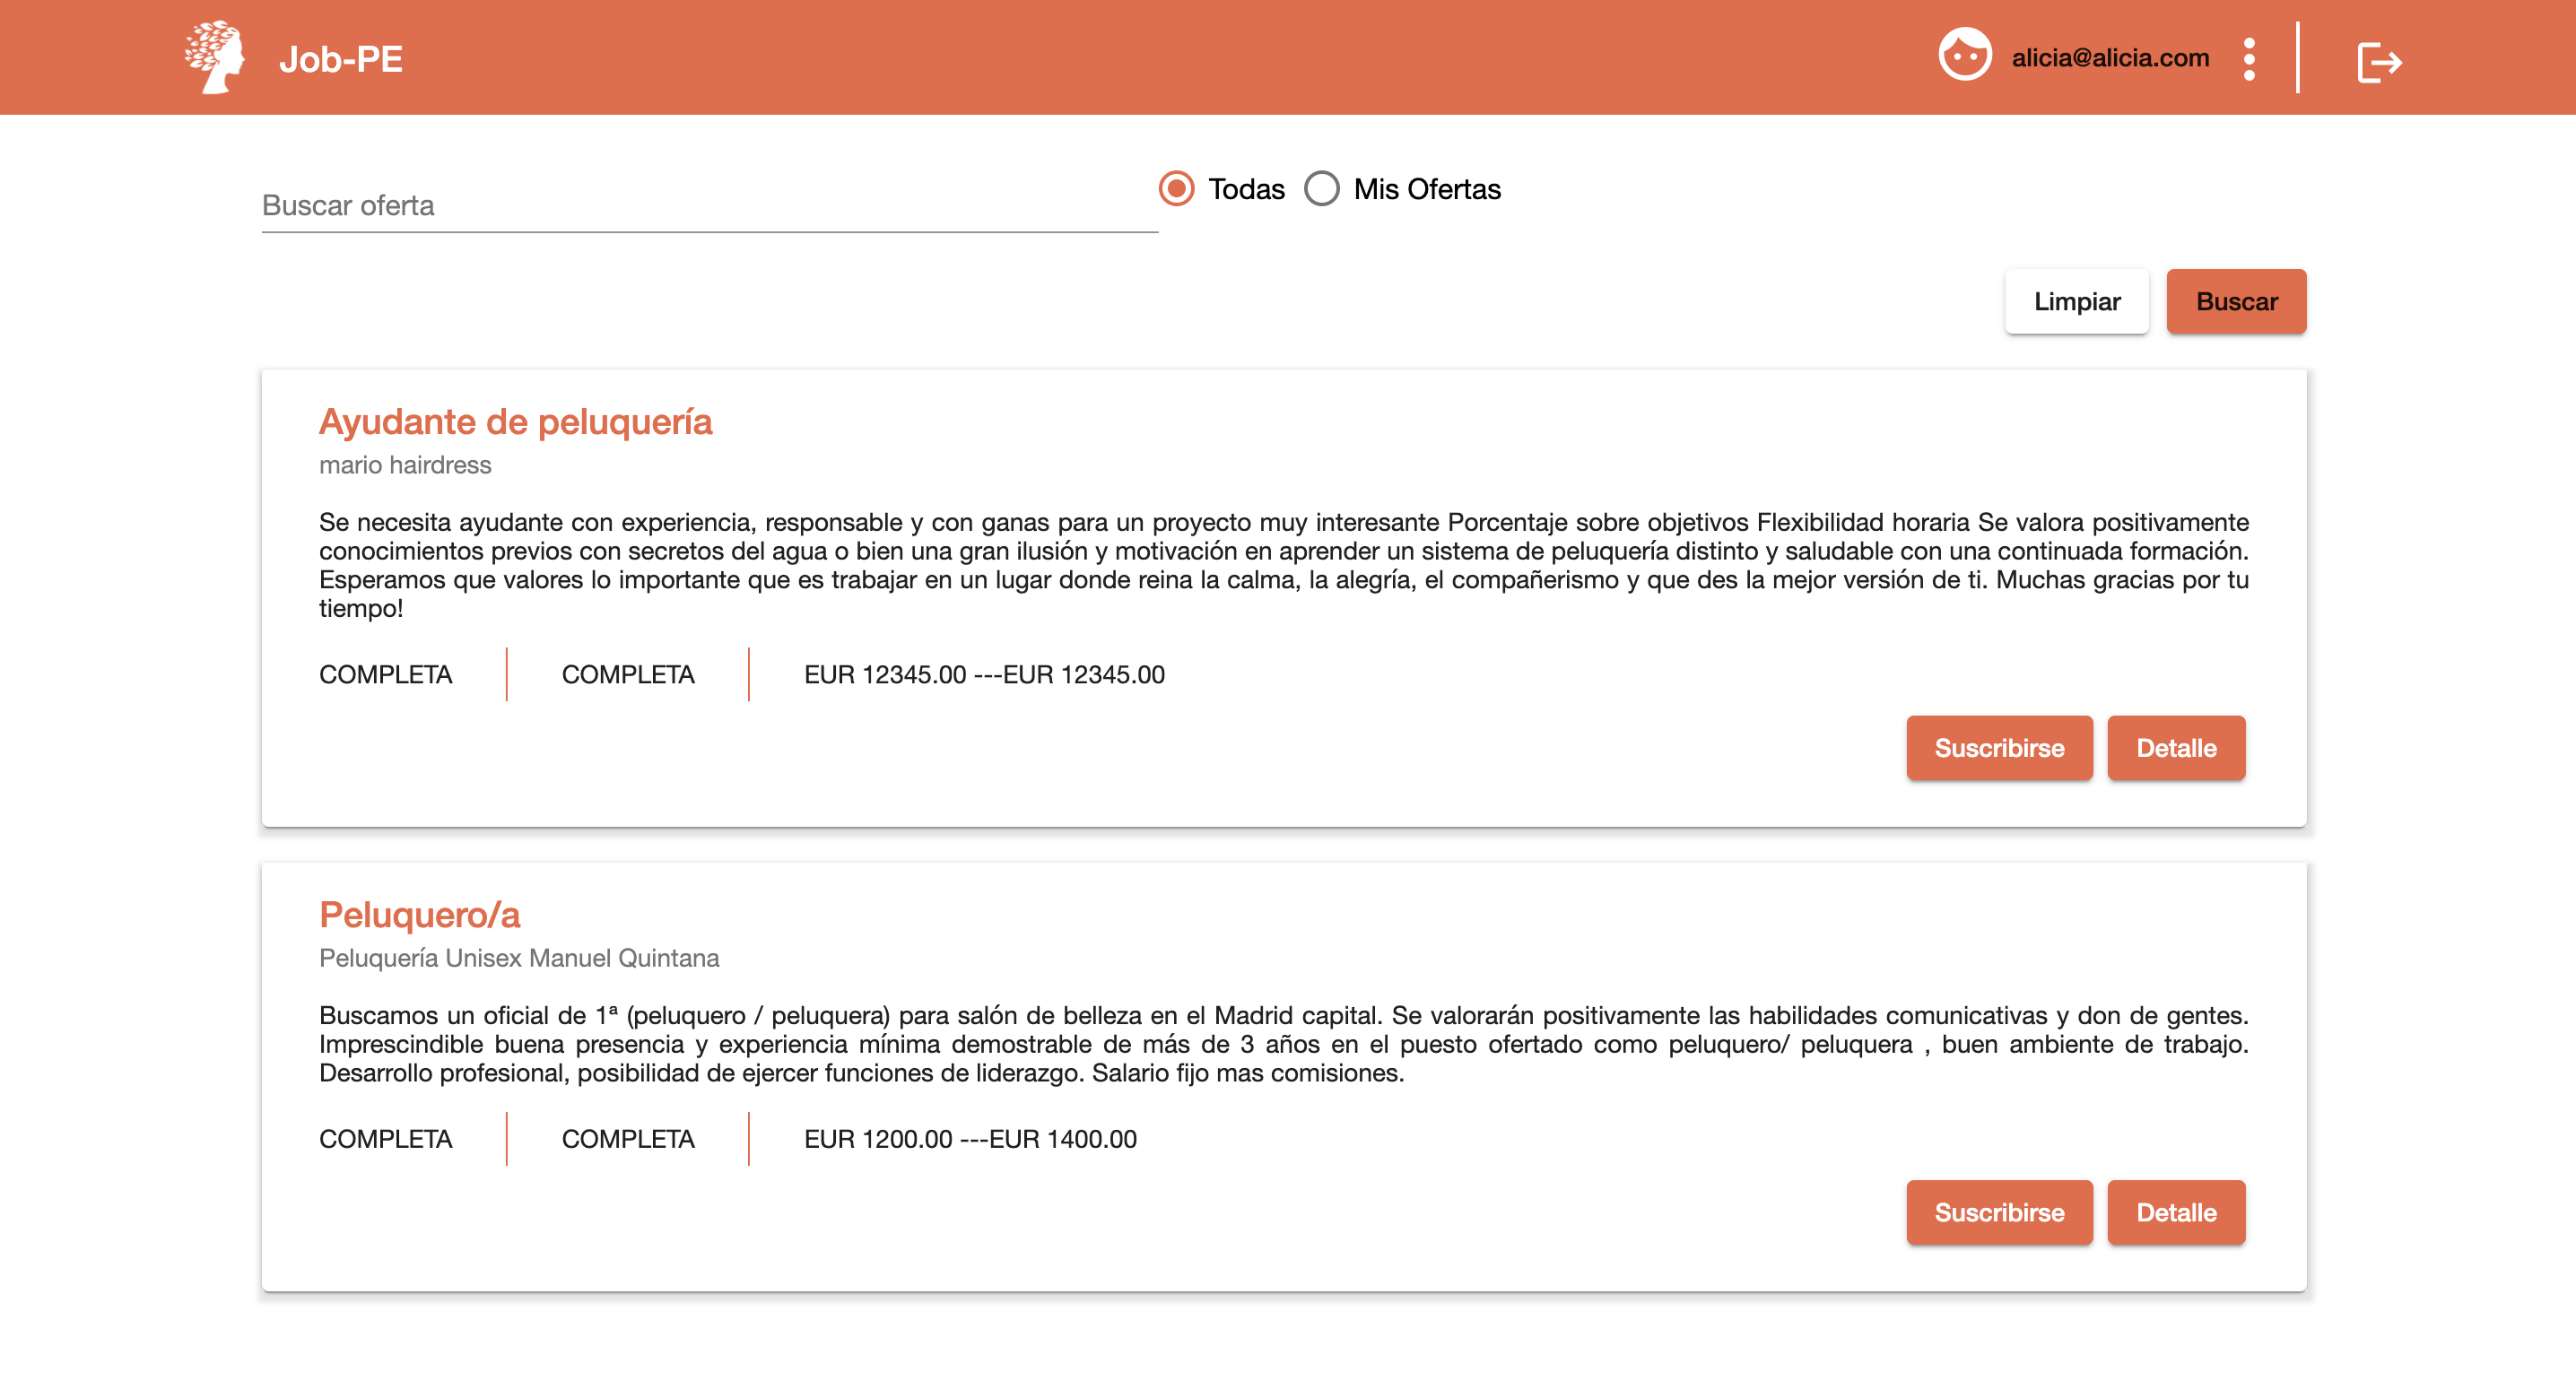 Job-PE
alicia@alicia.com
Buscar oferta
Todas
Mis Ofertas
Limpiar
Buscar
Ayudante de peluquería
mario hairdress
Se necesita ayudante con experiencia, responsable y con ganas para un proyecto muy interesante Porcentaje sobre objetivos Flexibilidad horaria Se valora positivamente
conocimientos previos con secretos del agua o bien una gran ilusión y motivación en aprender un sistema de peluquería distinto y saludable con una continuada formación.
Esperamos que valores lo importante que es trabajar en un lugar donde reina la calma, la alegría, el compañerismo y que des la mejor versión de ti. Muchas gracias por tu
tiempo!
COMPLETA
COMPLETA
EUR 12345.00 ---EUR 12345.00
Suscribirse
Detalle
Peluquero/a
Peluquería Unisex Manuel Quintana
Buscamos un oficial de 1ª (peluquero / peluquera) para salón de belleza en el Madrid capital. Se valorarán positivamente las habilidades comunicativas y don de gentes.
Imprescindible buena presencia y experiencia mínima demostrable de más de 3 años en el puesto ofertado como peluquero/ peluquera , buen ambiente de trabajo.
Desarrollo profesional, posibilidad de ejercer funciones de liderazgo. Salario fijo mas comisiones.
COMPLETA
COMPLETA
EUR 1200.00 ---EUR 1400.00
Suscribirse
Detalle